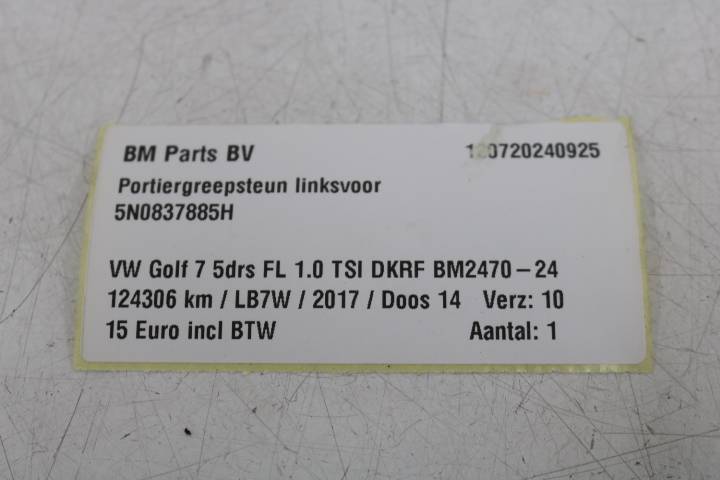 BM Parts BV 120720240925
Portiergreepsteun linksvoor
5N0837885H
VW Golf 7 5drs FL 1.0 TSI DKRF BM2470-24
124306 km / LB7W / 2017 / Doos 14 Verz: 10
15 Euro incl BTW Aantal: 1